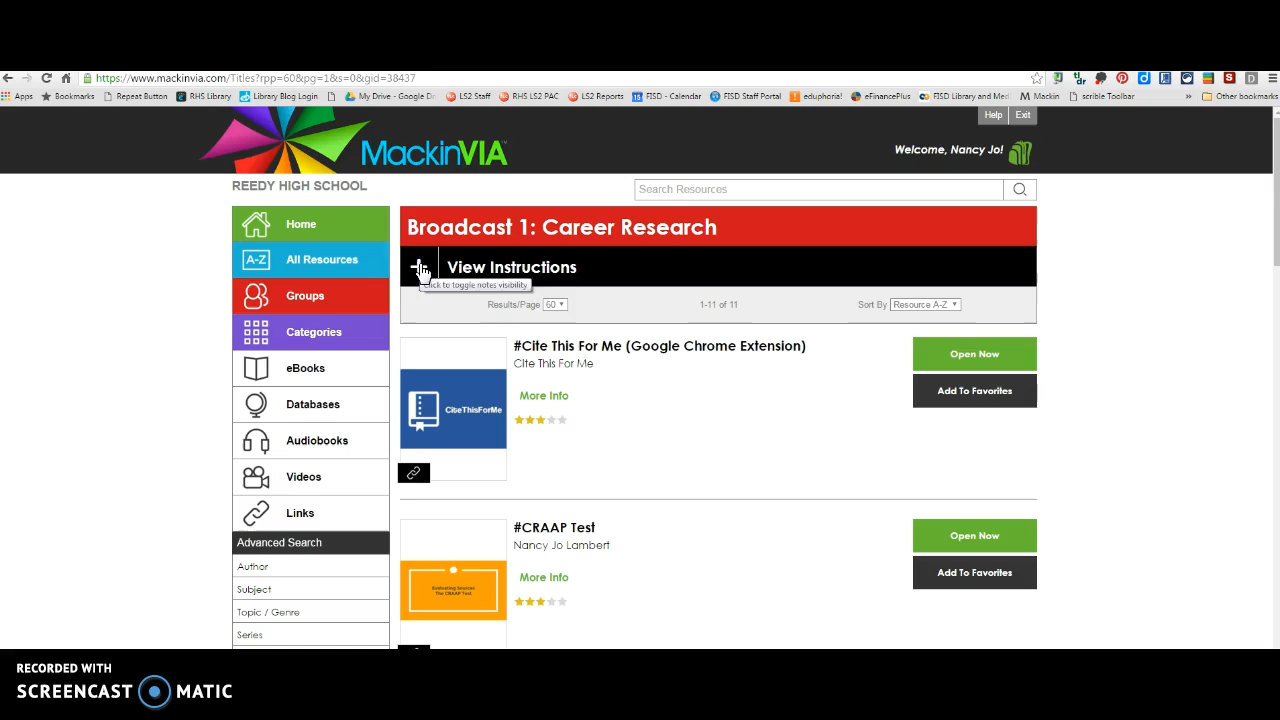 https://www.mackinvia.com/Titles?rpp=60&pg=1&s=0&gid=38437
Apps Bookmarks Repeat Button RHS Library Library Blog Login My Drive - Google Dr LS2 Staff RHS LS2 PAC LS2 Reports FISD - Calendar FISD Staff Portal eduphoria! eFinancePlus FISD Library and Med Mackin scrible Toolbar » Other bookmarks
Help Exit
MackinVIA
Welcome, Nancy Jo!
REEDY HIGH SCHOOL
Search Resources
Home
A-Z All Resources
Groups
Categories
eBooks
Databases
Audiobooks
Videos
Links
Advanced Search
Author
Subject
Topic / Genre
Series
Broadcast 1: Career Research
View Instructions
Click to toggle notes visibility
Results/Page 60 1-11 of 11 Sort By Resource A-Z
#Cite This For Me (Google Chrome Extension)
Cite This For Me
More Info
CiteThisForMe
Open Now
Add To Favorites
#CRAAP Test
Nancy Jo Lambert
More Info
Evaluating Sources
The CRAAP Test
Open Now
Add To Favorites
RECORDED WITH
SCREENCAST MATIC